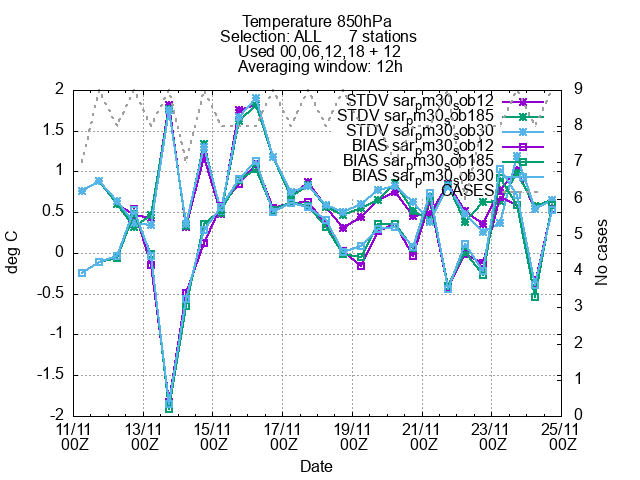 Temperature 850hPa
Selection: ALL 7 stations
Used 00,06,12,18 + 12
Averaging window: 12h
STDV sar_pm30_sob12
STDV sar_pm30_sob185
STDV sar_pm30_sob30
BIAS sar_pm30_sob12
BIAS sar_pm30_sob185
BIAS sar_pm30_sob30
CASES
2
1.5
1
0.5
0
-0.5
-1
-1.5
-2
deg C
9
8
7
6
5
4
3
2
1
0
No cases
11/11 13/11 15/11 17/11 19/11 21/11 23/11 25/11
00Z 00Z 00Z 00Z 00Z 00Z 00Z 00Z
Date